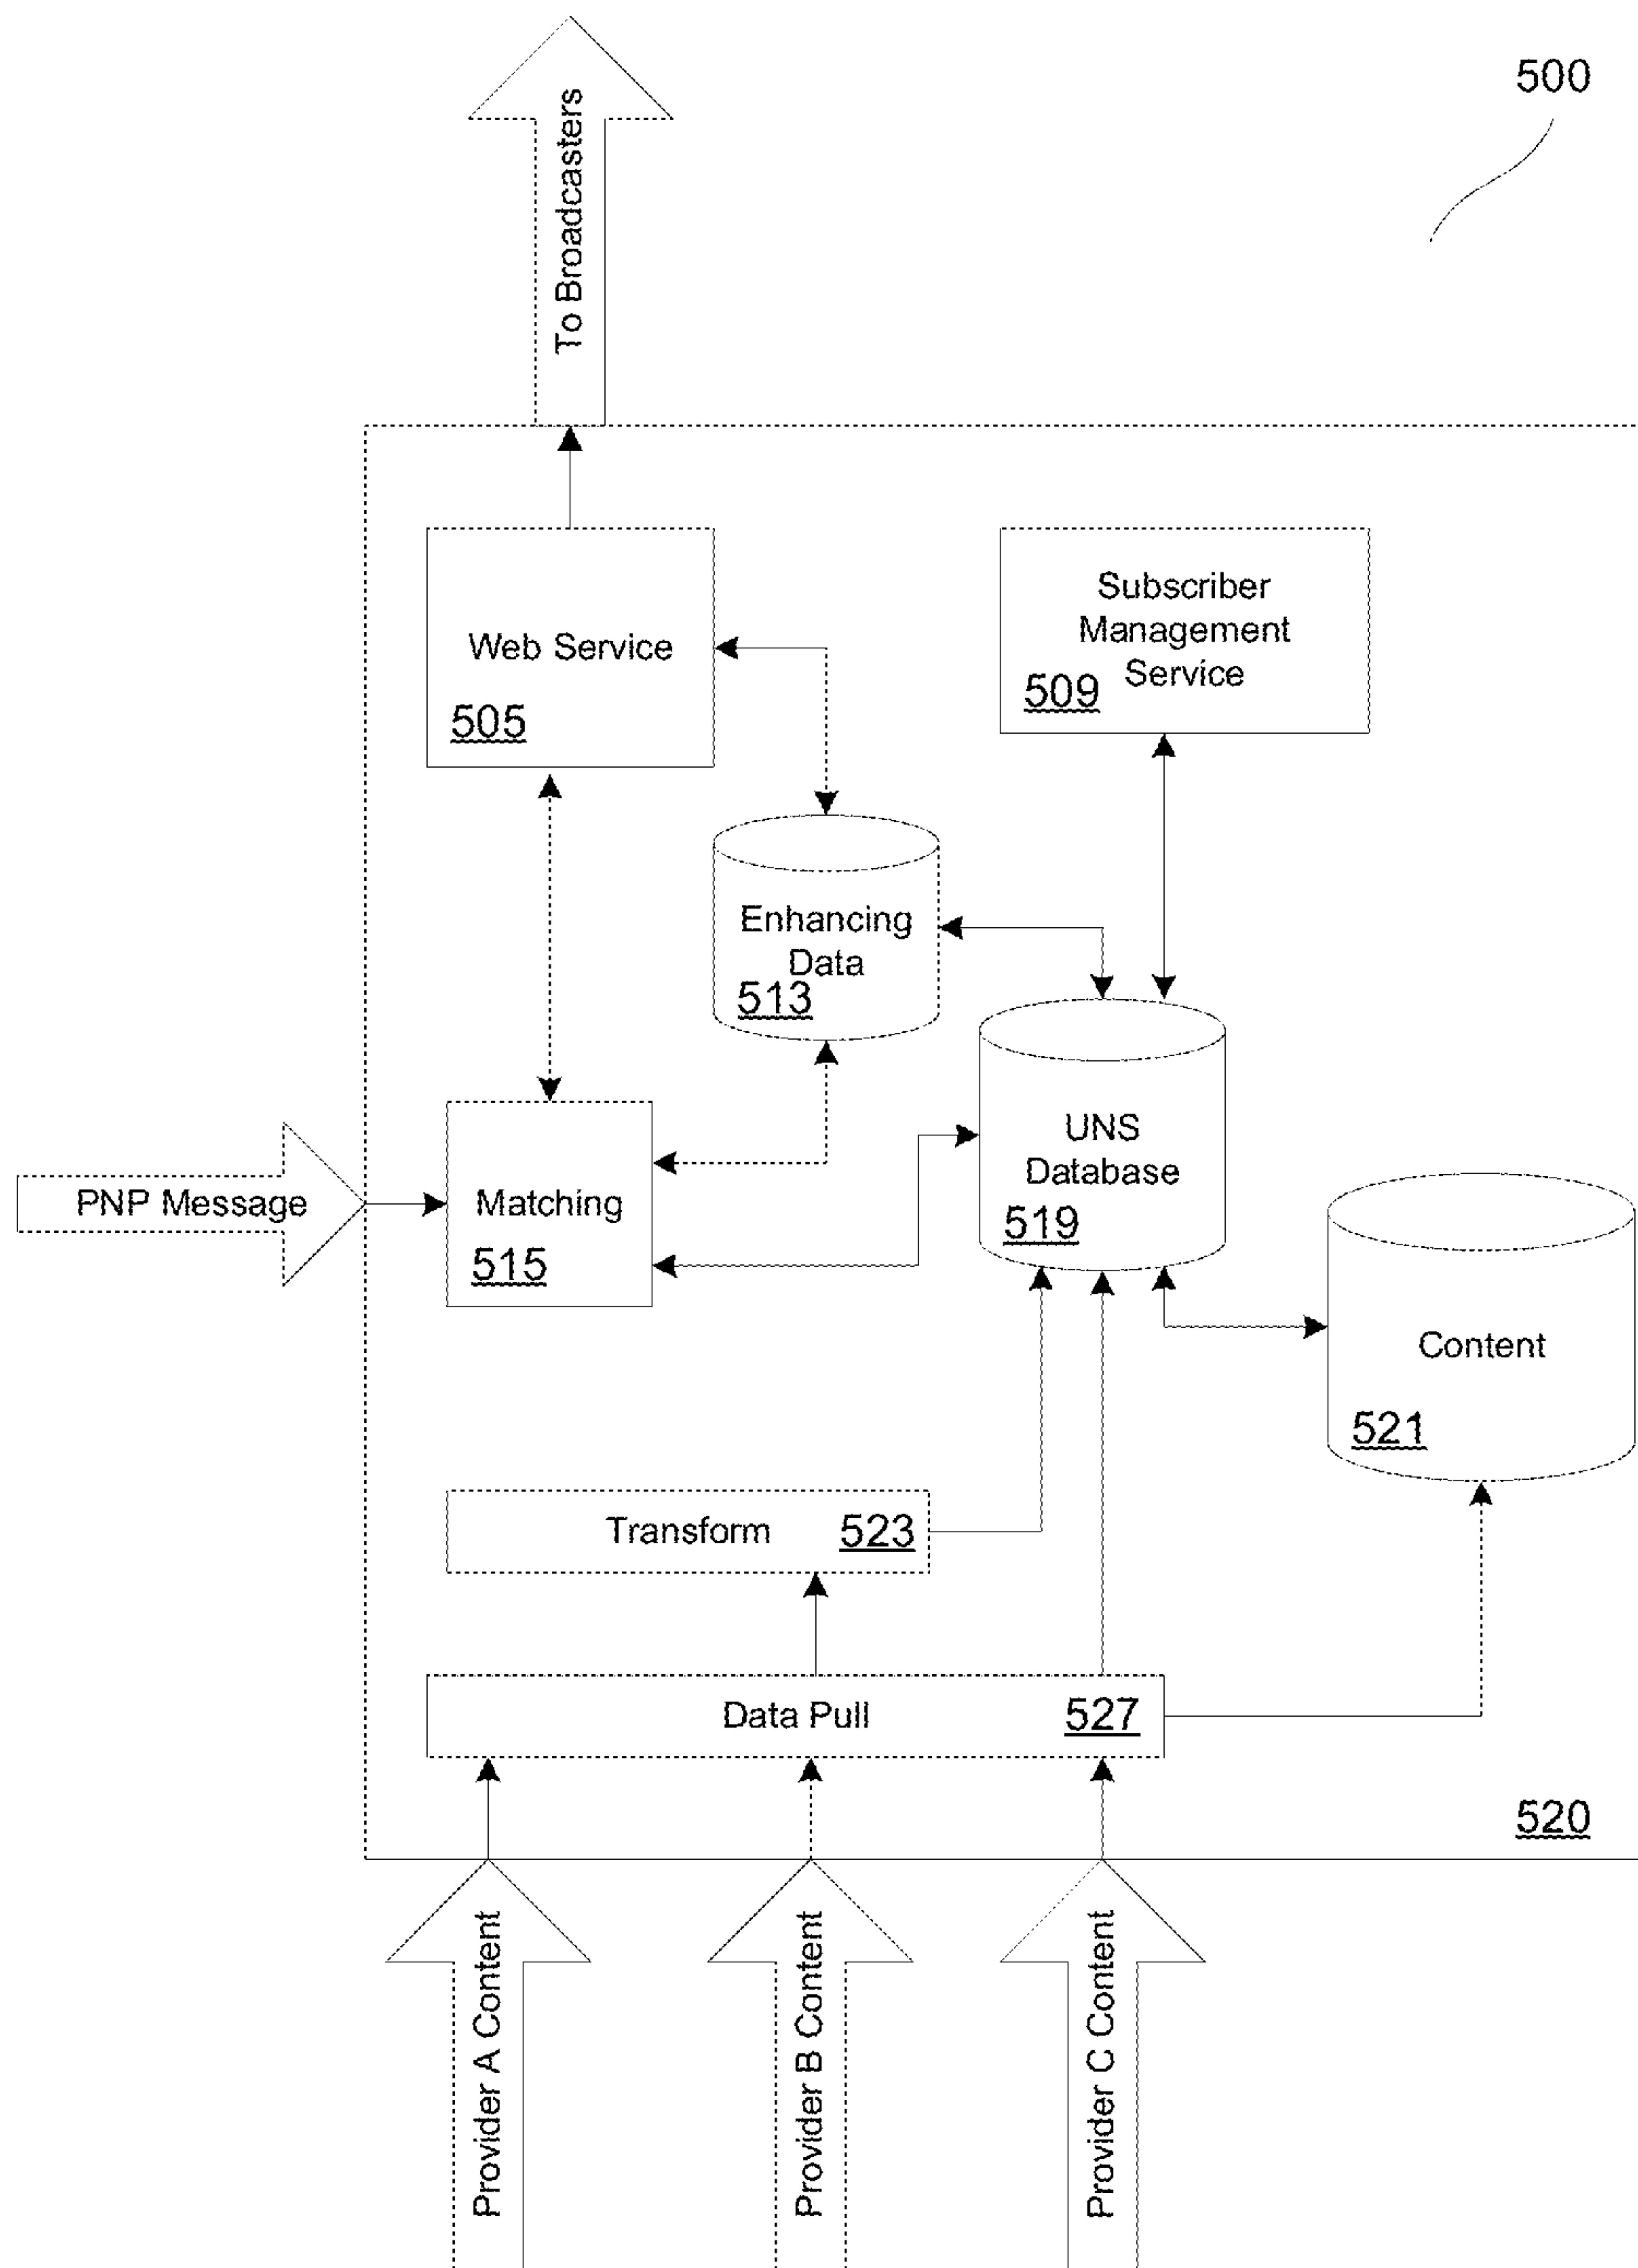 500
To Broadcasters
Web Service
505
Subscriber
Management
Service
509
Enhancing
Data
513
UNS
Database
519
PNP Message
Matching
515
Content
521
Transform
523
Data Pull
527
520
Provider A Content
Provider B Content
Provider C Content